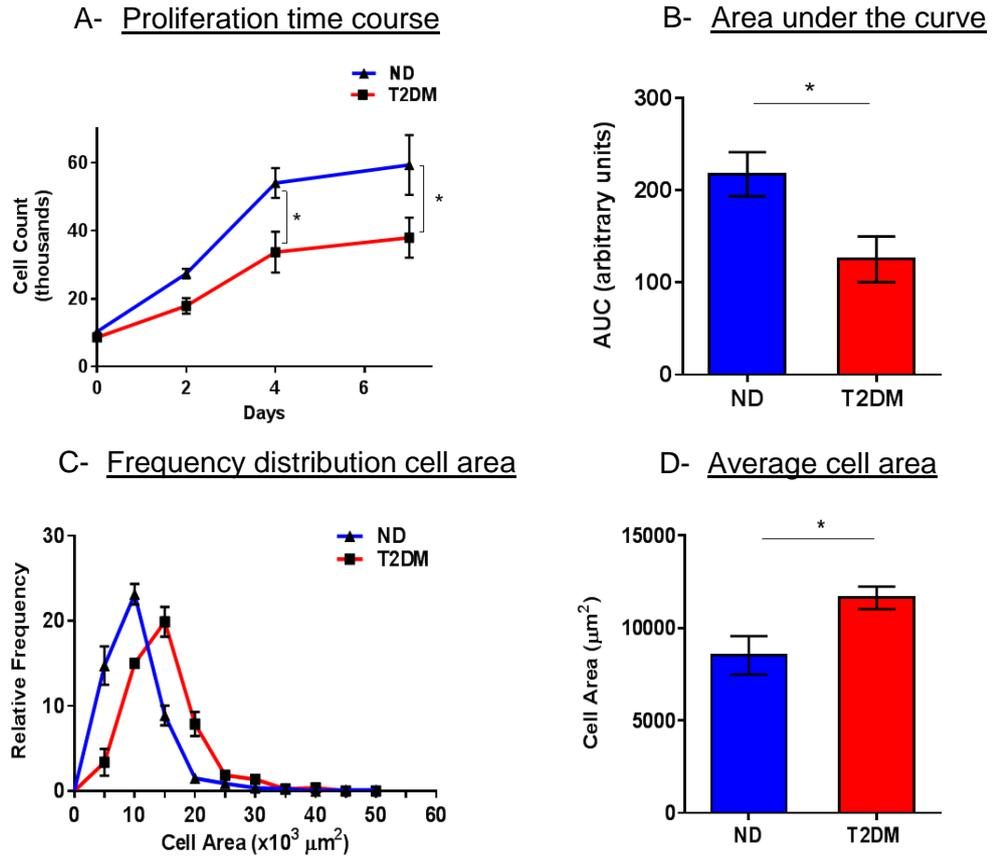 A- Proliferation time course
ND
T2DM
60
40
20
0
Cell Count
(thousands)
*
*
0 2 4 6
Days
B- Area under the curve
*
300
200
100
0
AUC (arbitrary units)
ND T2DM
C- Frequency distribution cell area
ND
T2DM
30
20
10
0
Relative Frequency
0 10 20 30 40 50 60
Cell Area (x10³ μm²)
D- Average cell area
*
15000
10000
5000
0
Cell Area (μm²)
ND T2DM